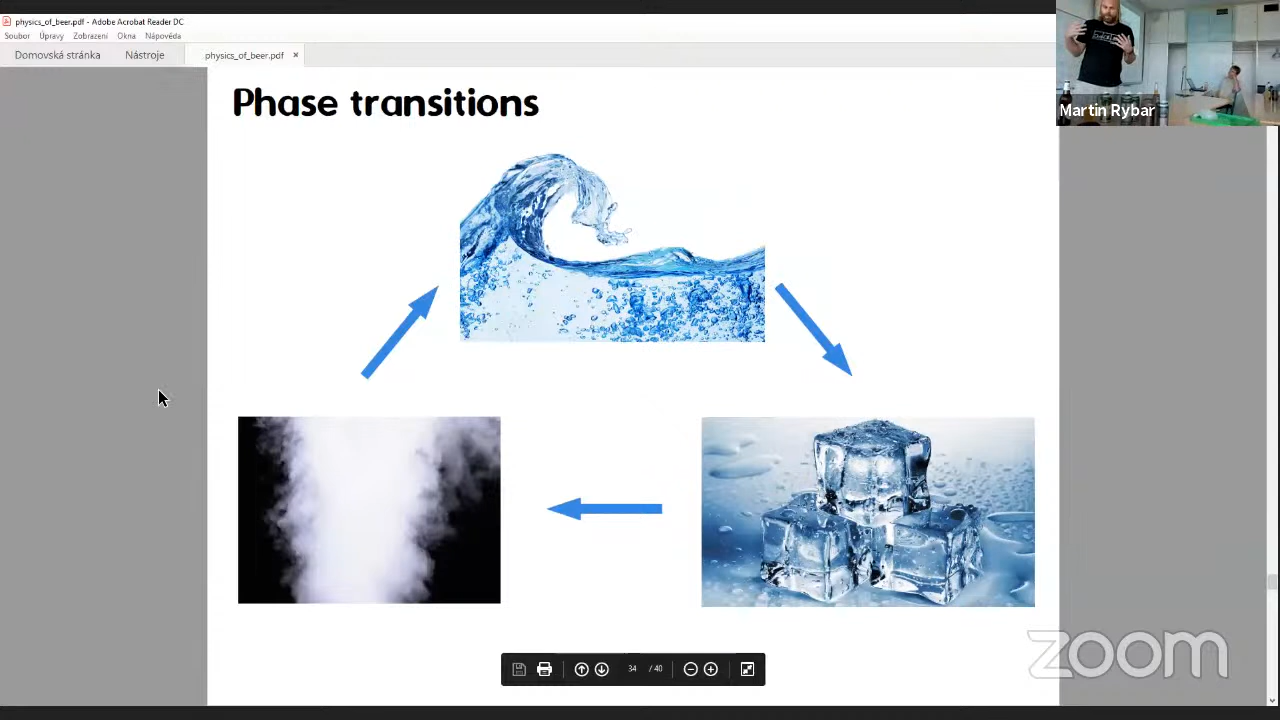 physics_of_beer.pdf - Adobe Acrobat Reader DC
Soubor Úpravy Zobrazení Okna Nápověda
Domovská stránka Nástroje physics_of_beer.pdf ×
Phase transitions
Martin Rybar
34 / 40
zoom